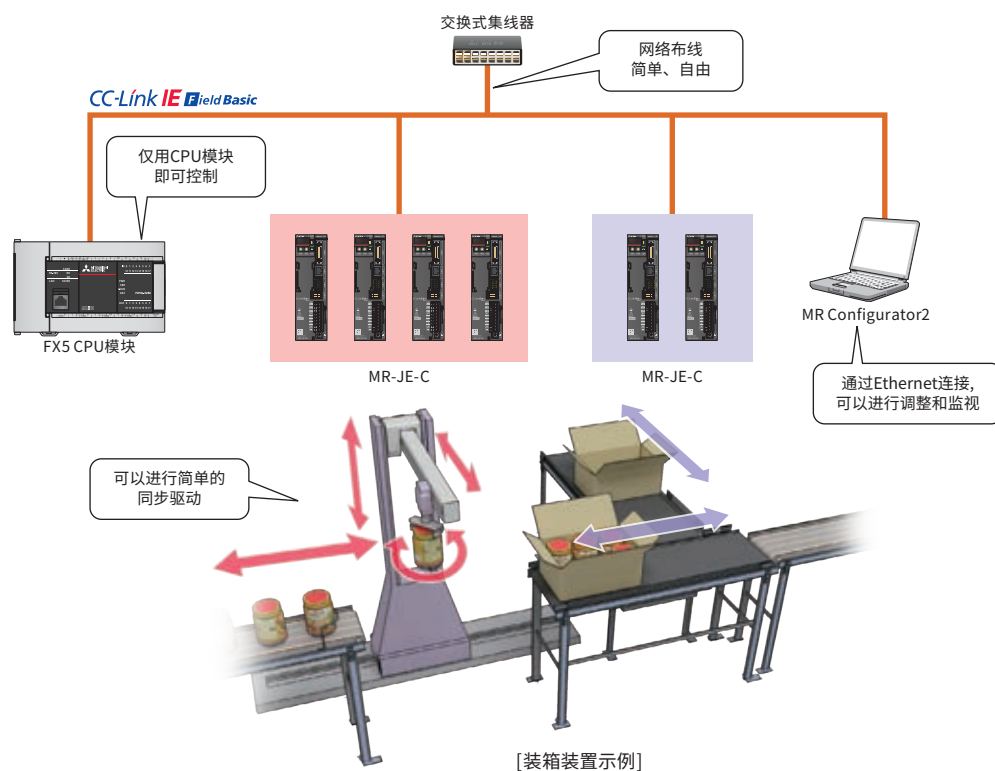 交换式集线器
网络布线
简单、自由
CC-Link IE Field Basic
仅用CPU模块
即可控制
FX5 CPU模块
MR-JE-C
MR-JE-C
MR Configurator2
通过Ethernet连接,
可以进行调整和监视
可以进行简单的
同步驱动
[装箱装置示例]